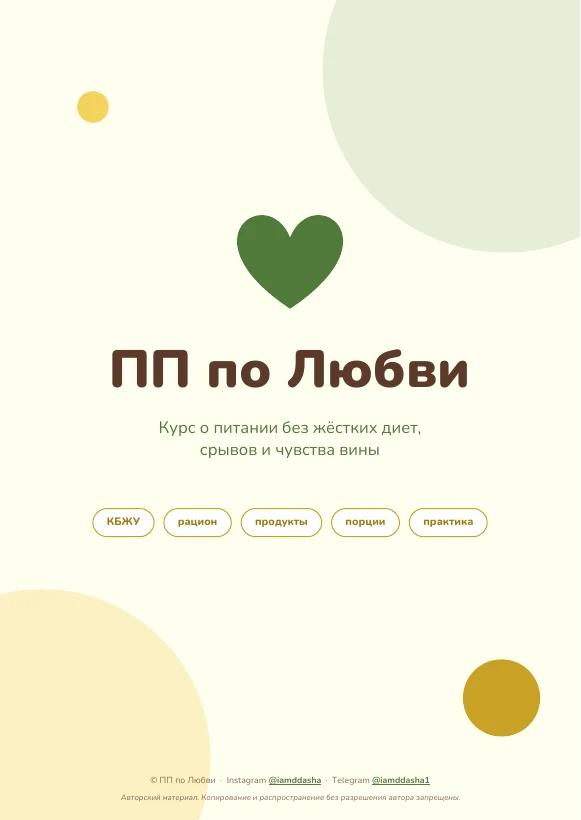 ПП по Любви
Курс о питании без жёстких диет,
срывов и чувства вины
КБЖУ рацион продукты порции практика
© ПП по Любви · Instagram @iamddasha · Telegram @iamddasha1
Авторский материал. Копирование и распространение без разрешения автора запрещены.